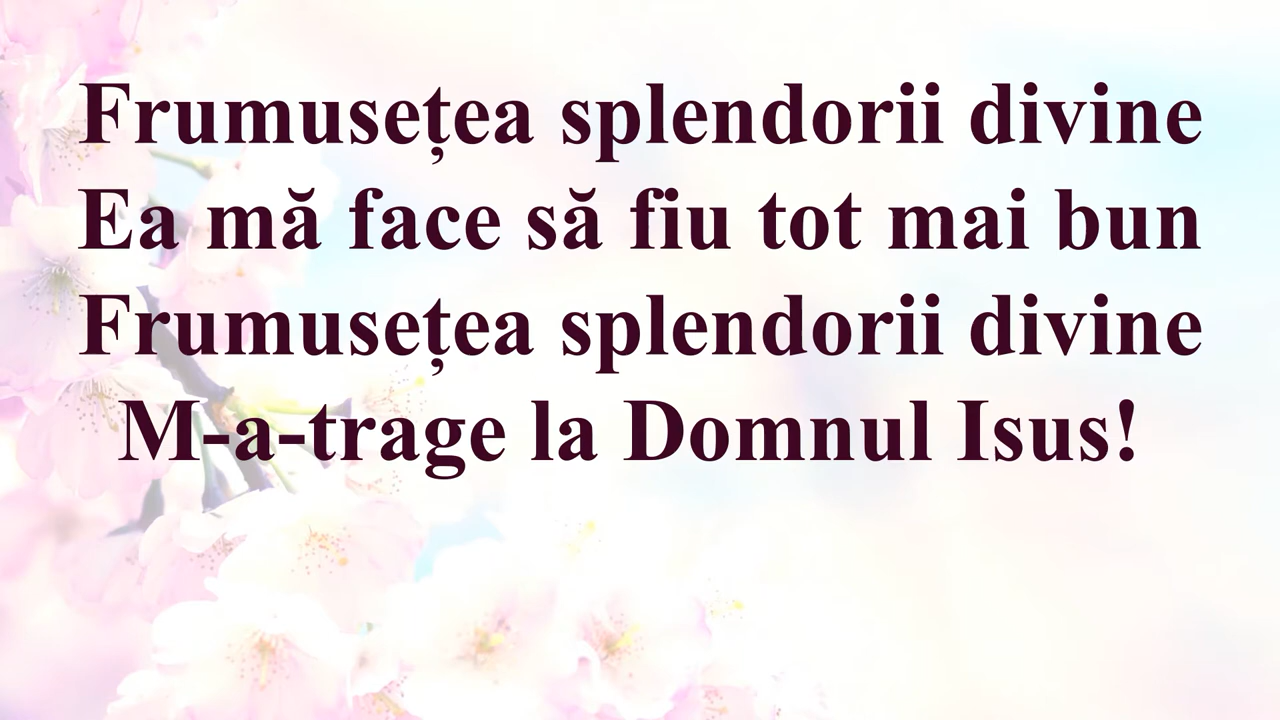 Frumusețea splendorii divine
Ea mă face să fiu tot mai bun
Frumusețea splendorii divine
M-a-trage la Domnul Isus!